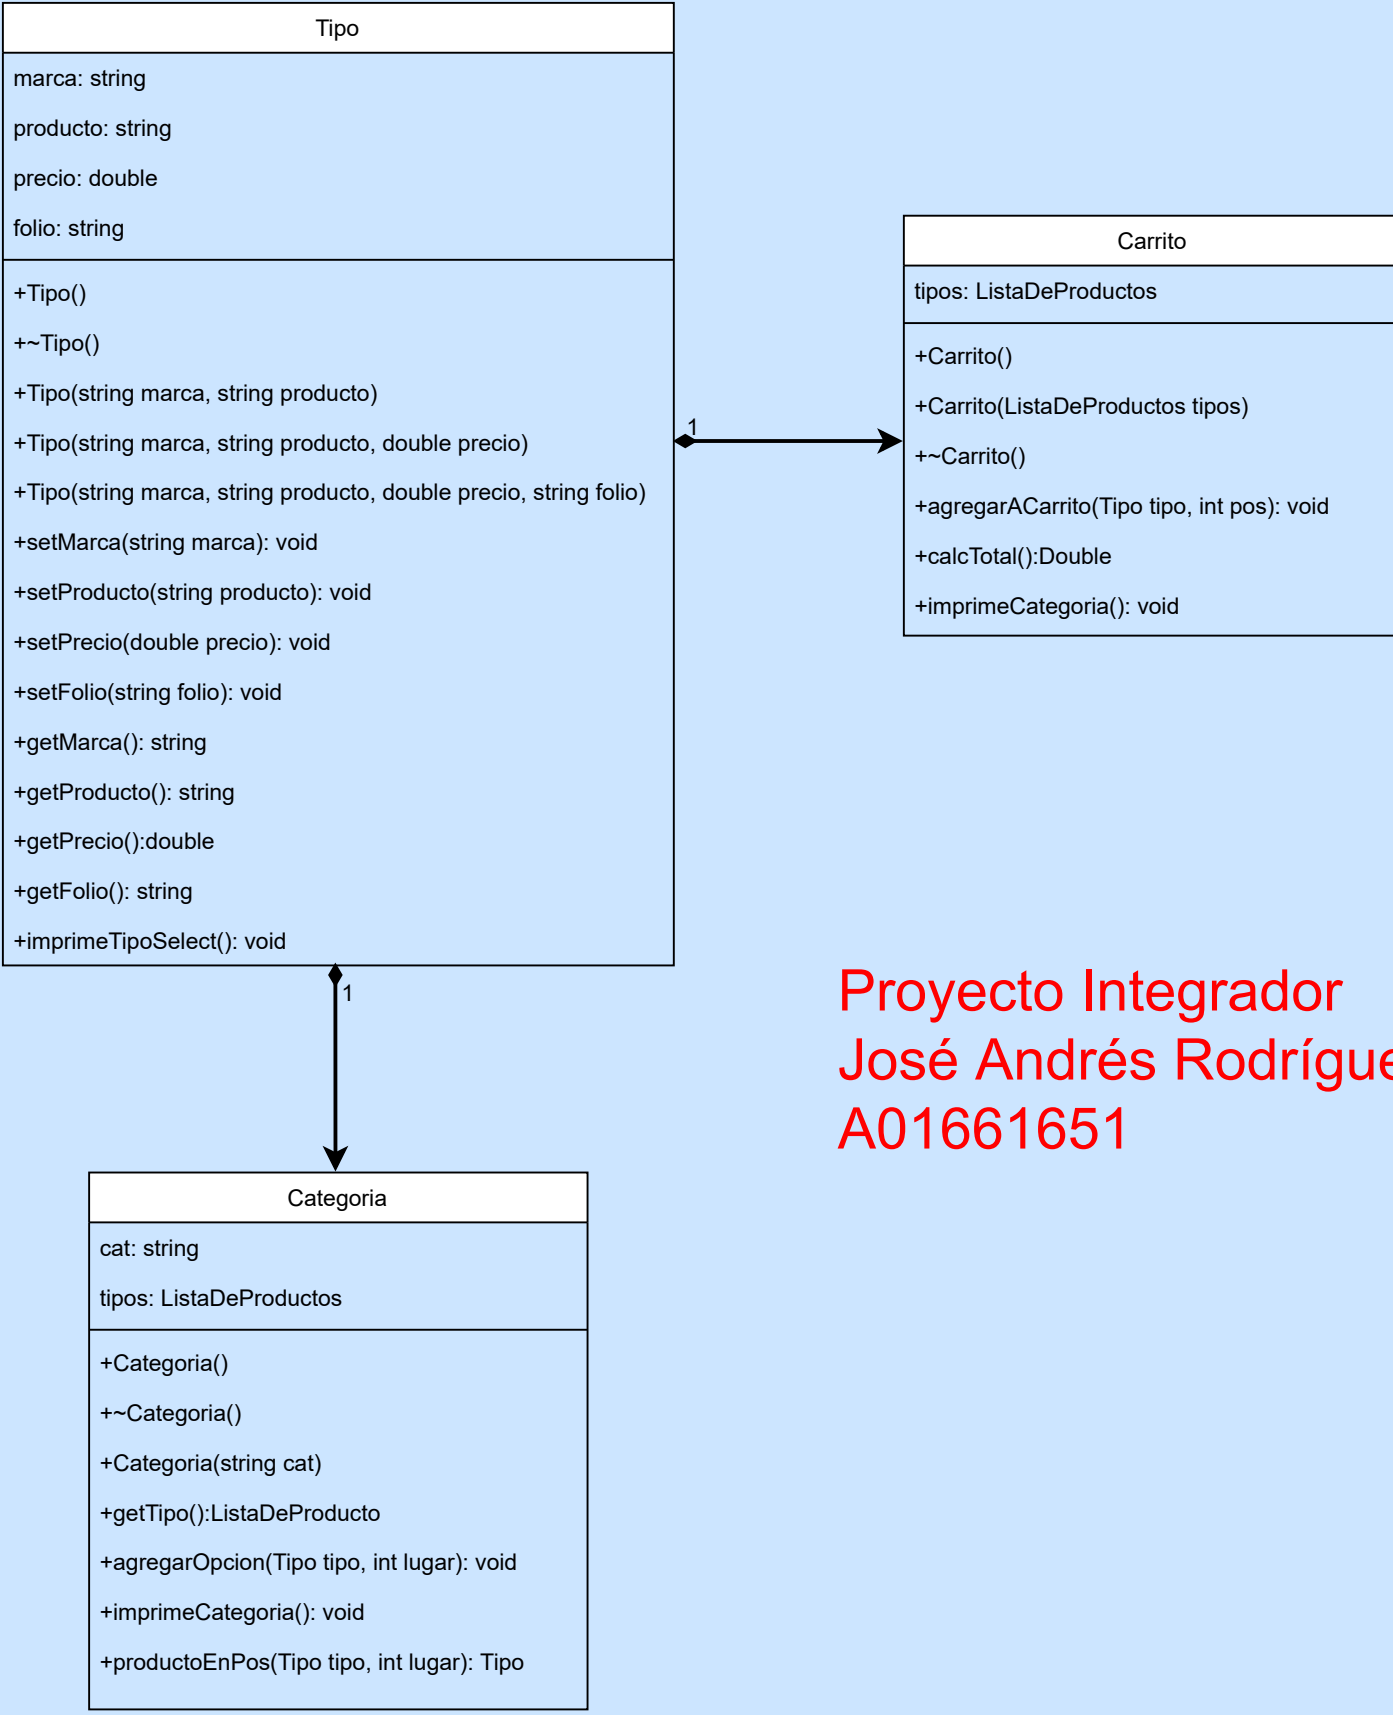 Tipo
marca: string
producto: string
precio: double
folio: string
+Tipo()
+~Tipo()
+Tipo(string marca, string producto)
+Tipo(string marca, string producto, double precio)
+Tipo(string marca, string producto, double precio, string folio)
+setMarca(string marca): void
+setProducto(string producto): void
+setPrecio(double precio): void
+setFolio(string folio): void
+getMarca(): string
+getProducto(): string
+getPrecio():double
+getFolio(): string
+imprimeTipoSelect(): void
1
1
Carrito
tipos: ListaDeProductos
+Carrito()
+Carrito(ListaDeProductos tipos)
+~Carrito()
+agregarACarrito(Tipo tipo, int pos): void
+calcTotal():Double
+imprimeCategoria(): void
Proyecto Integrador
José Andrés Rodrígue
A01661651
Categoria
cat: string
tipos: ListaDeProductos
+Categoria()
+~Categoria()
+Categoria(string cat)
+getTipo():ListaDeProducto
+agregarOpcion(Tipo tipo, int lugar): void
+imprimeCategoria(): void
+productoEnPos(Tipo tipo, int lugar): Tipo